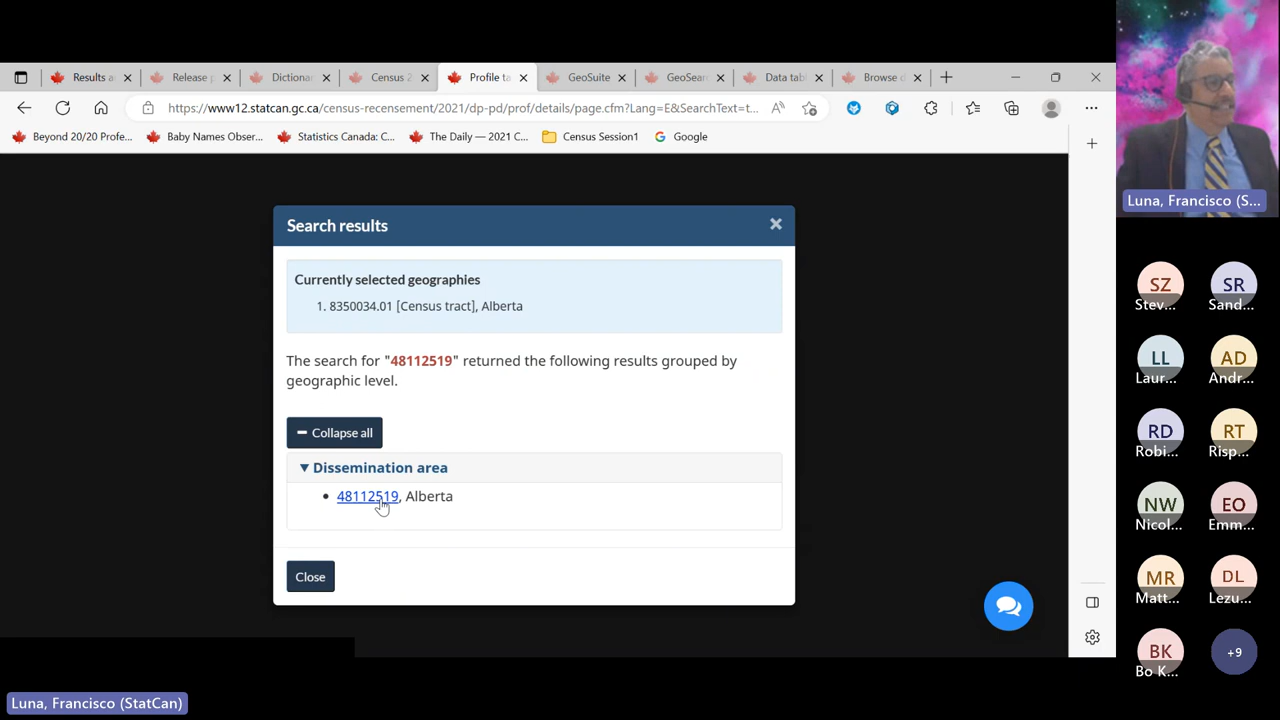 Results a
Release p
Dictionar
Census 2
Profile ta
GeoSuite
GeoSearc
Data tabl
Browse d
https://www12.statcan.gc.ca/census-recensement/2021/dp-pd/prof/details/page.cfm?Lang=E&SearchText=t...
Beyond 20/20 Profe...
Baby Names Obser...
Statistics Canada: C...
The Daily — 2021 C...
Census Session1
Google
Search results
Currently selected geographies
1. 8350034.01 [Census tract], Alberta
The search for "48112519" returned the following results grouped by
geographic level.
Collapse all
Dissemination area
• 48112519, Alberta
Close
Luna, Francisco (StatCan)
Luna, Francisco (S...
SZ
Stev...
SR
Sand...
LL
Laur...
AD
Andr...
RD
Robi...
RT
Risp...
NW
Nicol...
EO
Emm...
MR
Matt...
DL
Lezu...
BK
Bo K...
+9